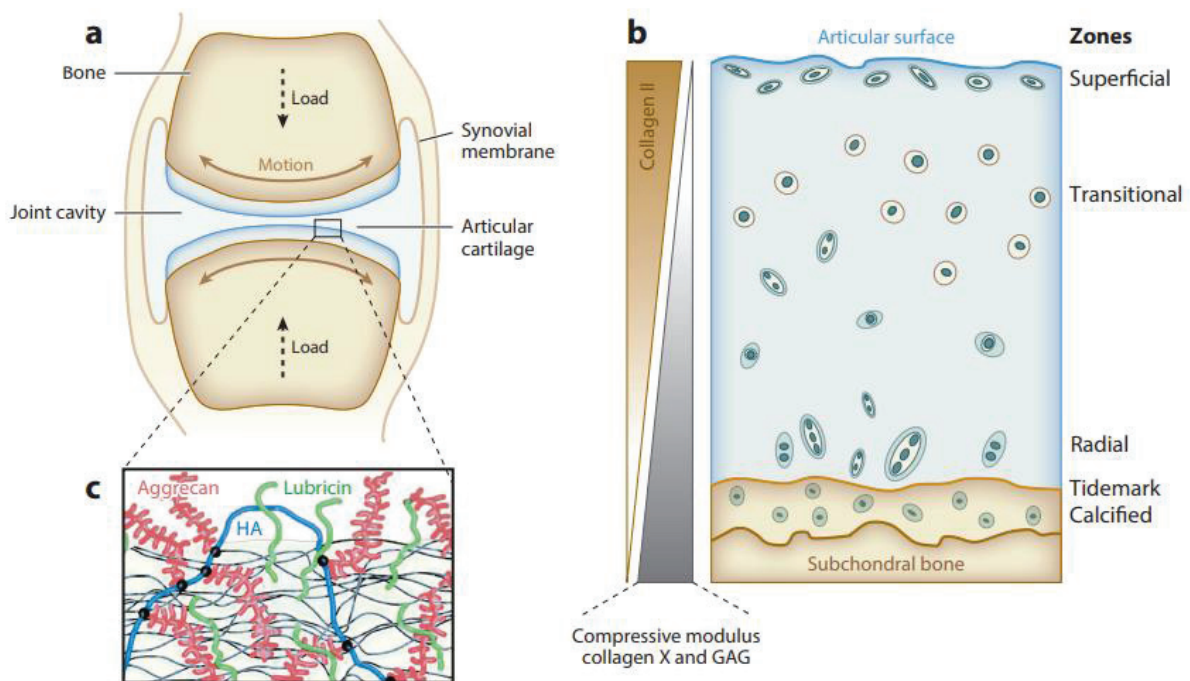 a
Bone
Load
Motion
Synovial
membrane
Joint cavity
Articular
cartilage
Load
c
Aggrecan
Lubricin
HA
b
Articular surface
Zones
Collagen II
Superficial
Transitional
Radial
Tidemark
Calcified
Subchondral bone
Compressive modulus
collagen X and GAG